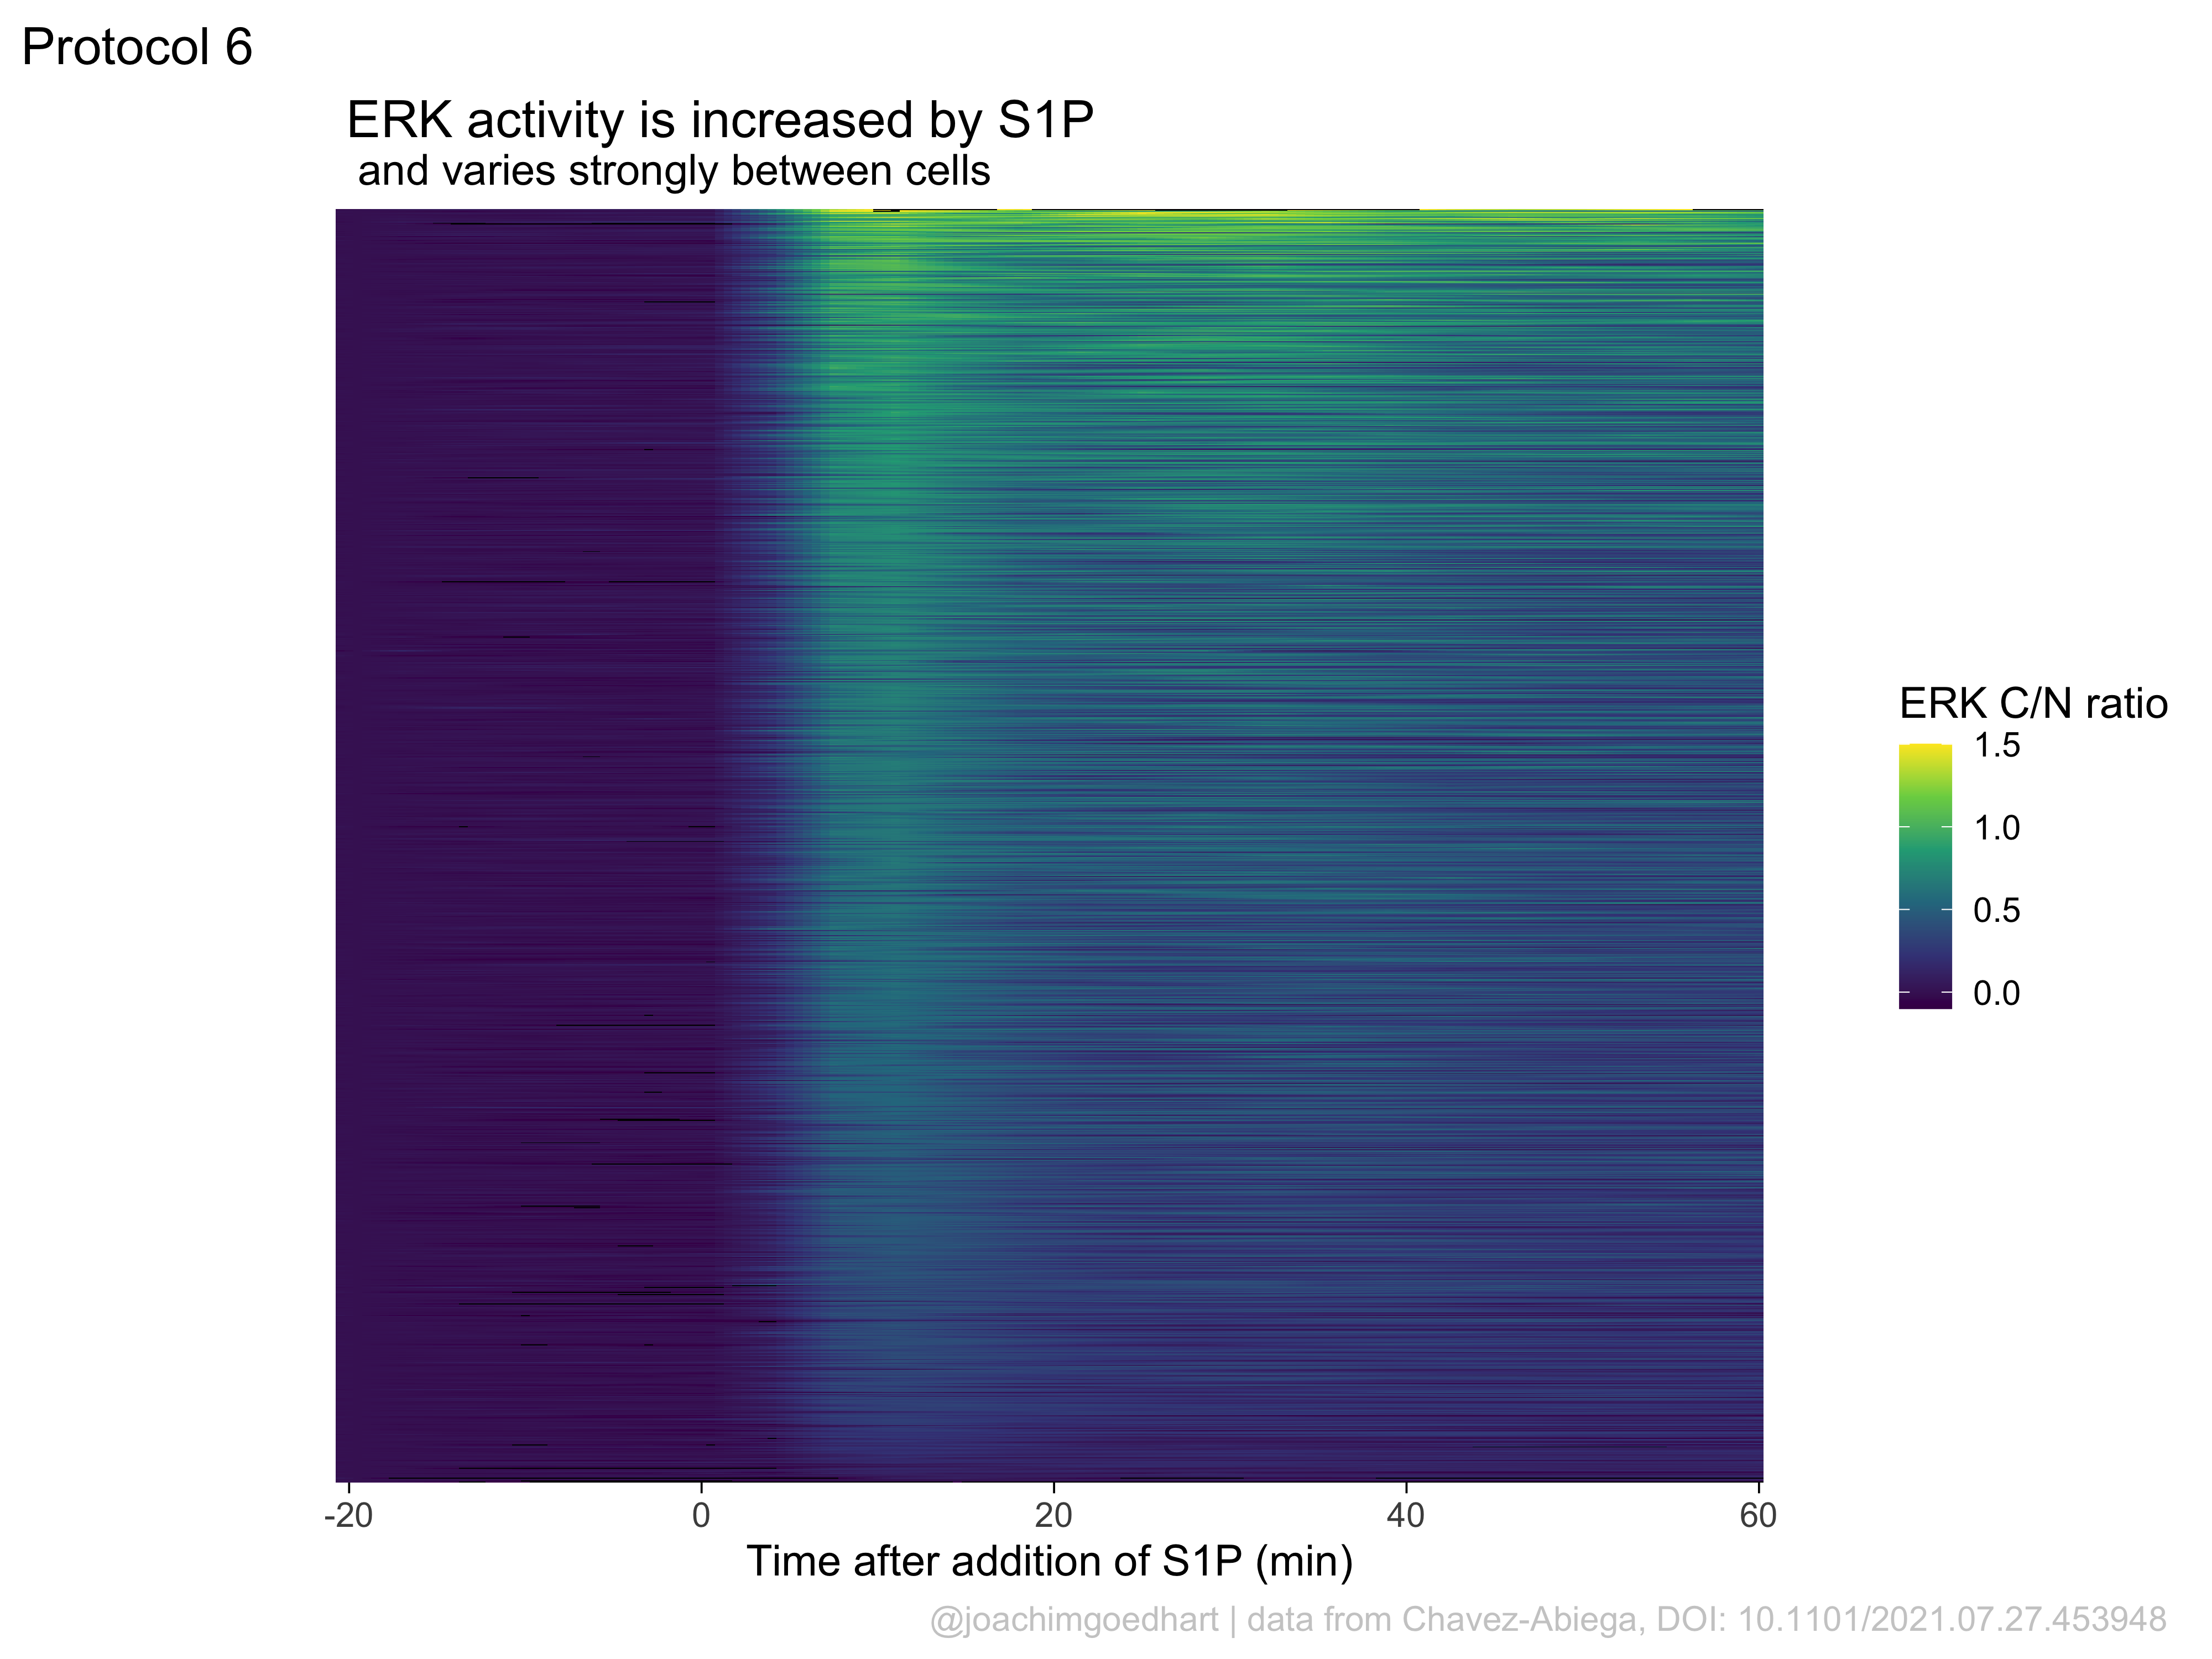 Protocol 6
ERK activity is increased by S1P
and varies strongly between cells
ERK C/N ratio
1.5
1.0
0.5
0.0
-20 0 20 40 60
Time after addition of S1P (min)
@joachimgoedhart | data from Chavez-Abiega, DOI: 10.1101/2021.07.27.453948